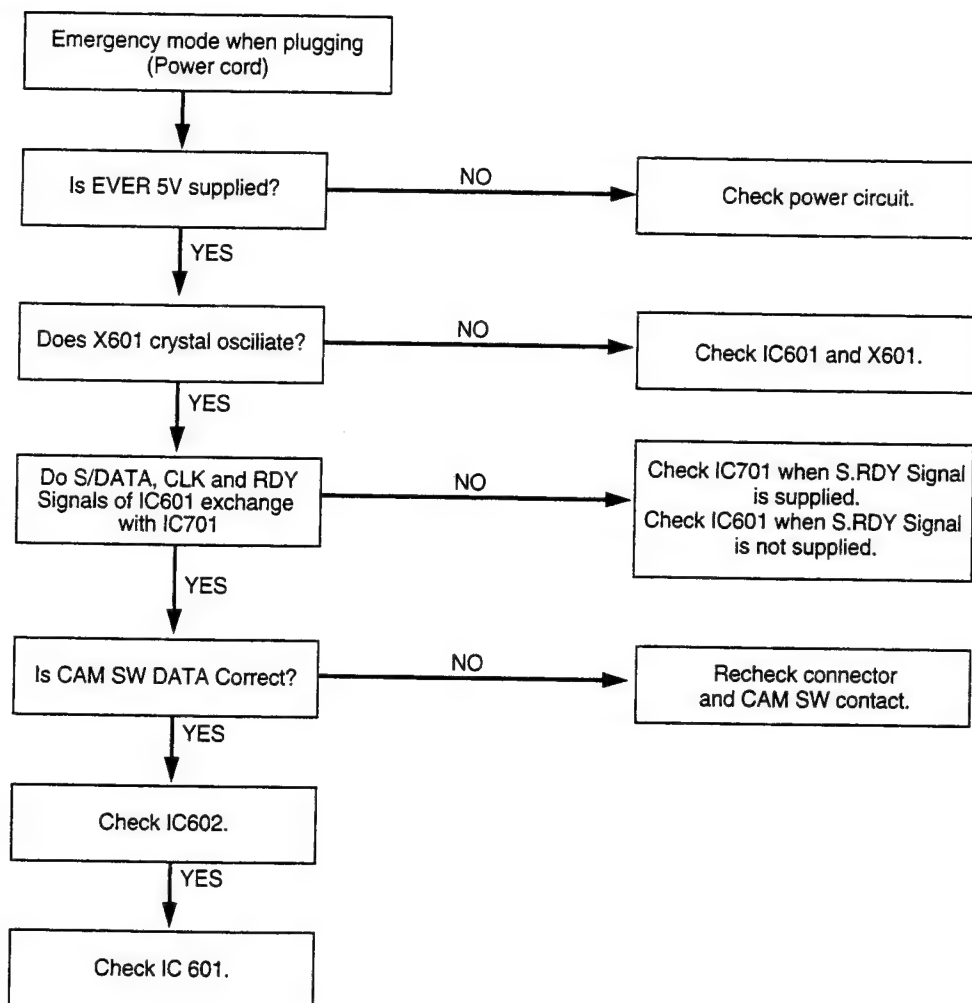 Emergency mode when plugging
(Power cord)
Is EVER 5V supplied?
NO
Check power circuit.
YES
Does X601 crystal osciliate?
NO
Check IC601 and X601.
YES
Do S/DATA, CLK and RDY
Signals of IC601 exchange
with IC701
NO
Check IC701 when S.RDY Signal
is supplied.
Check IC601 when S.RDY Signal
is not supplied.
YES
Is CAM SW DATA Correct?
NO
Recheck connector
and CAM SW contact.
YES
Check IC602.
YES
Check IC 601.